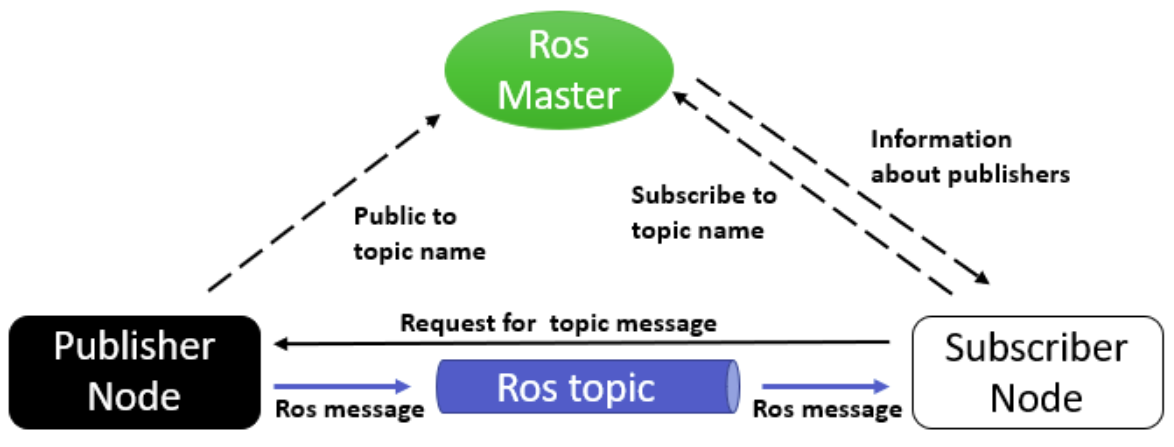 Ros
Master
Information
about publishers
Subscribe to
topic name
Public to
topic name
Request for topic message
Publisher
Node
Ros topic
Subscriber
Node
Ros message
Ros message